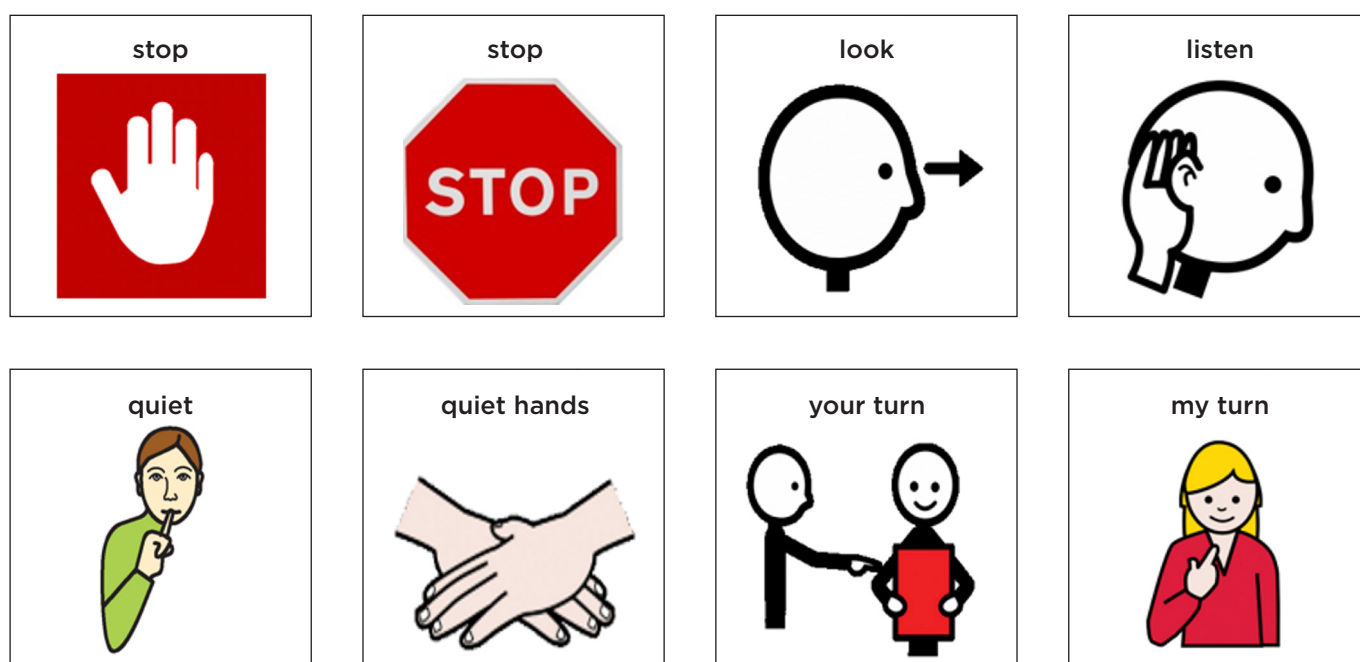 stop
stop
look
listen
STOP
quiet
quiet hands
your turn
my turn